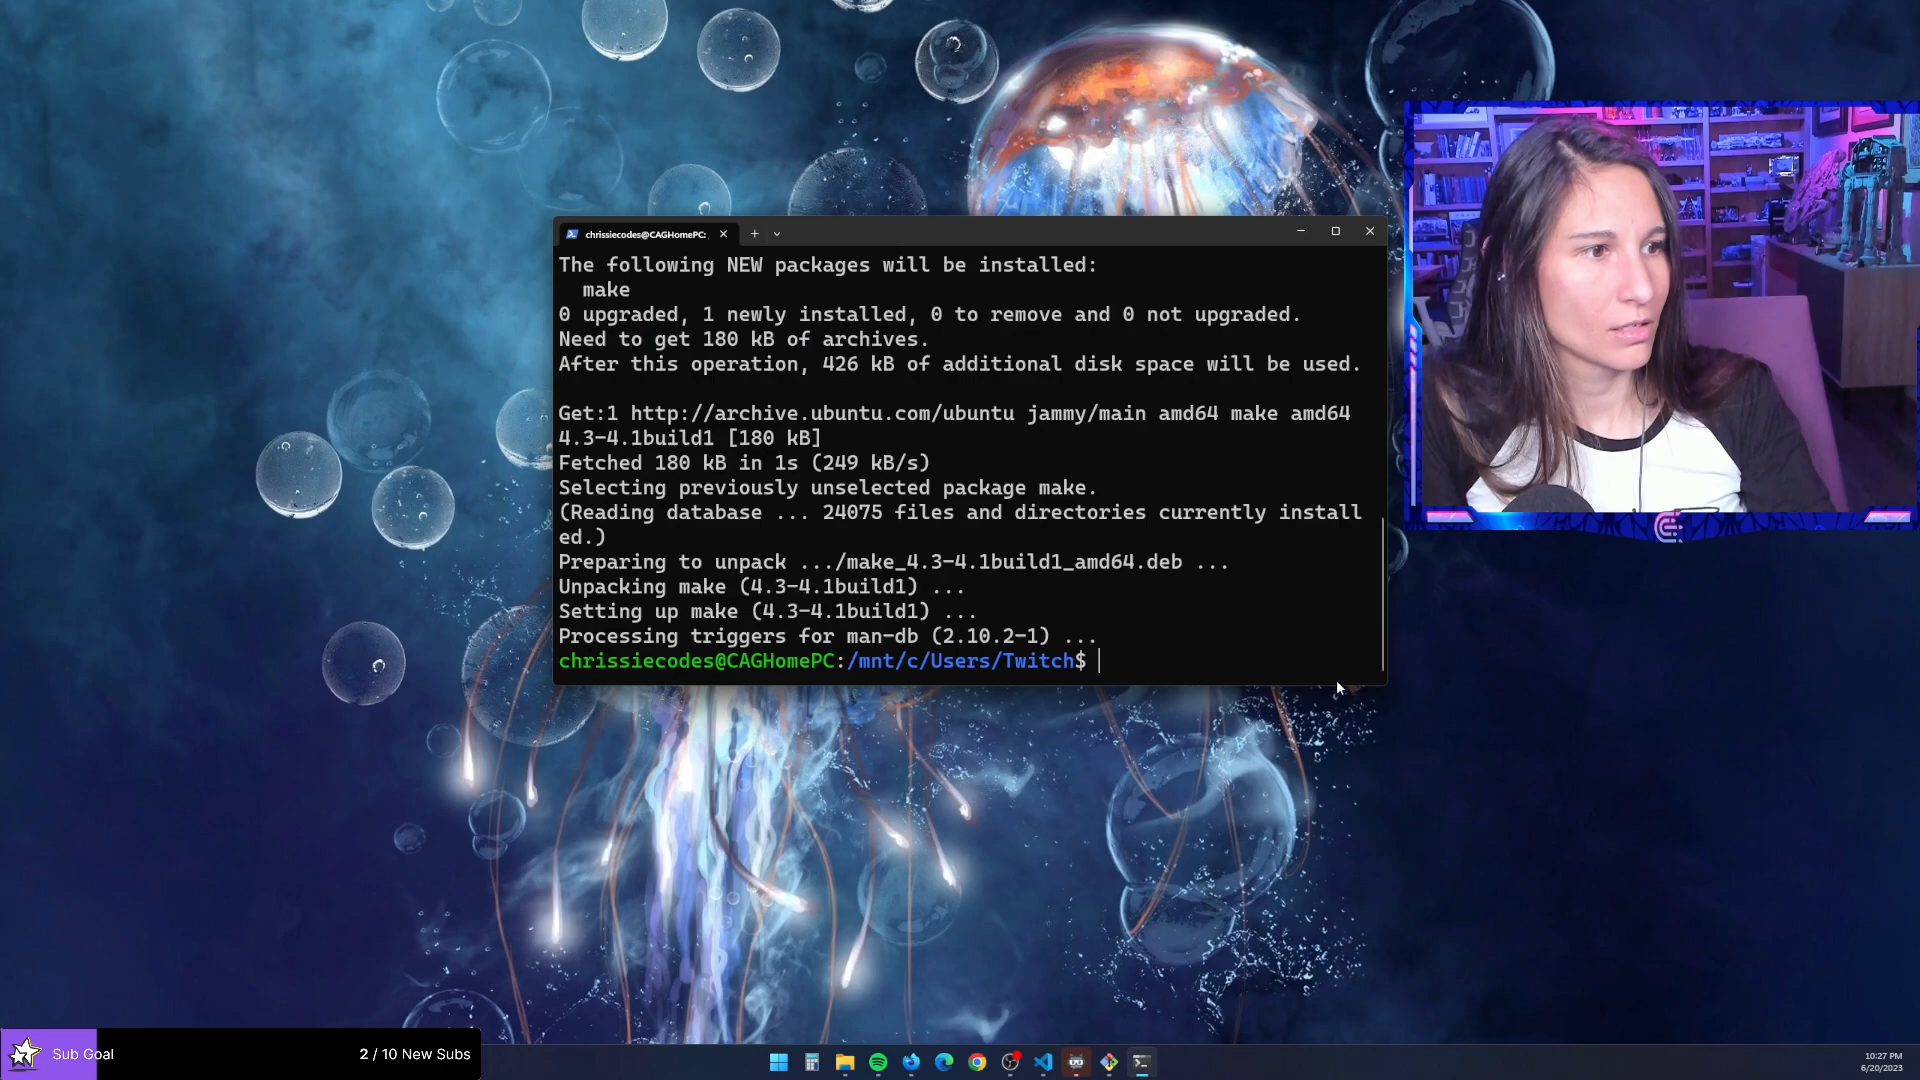 chrissiecodes@CAGHomePC:
The following NEW packages will be installed:
make
0 upgraded, 1 newly installed, 0 to remove and 0 not upgraded.
Need to get 180 kB of archives.
After this operation, 426 kB of additional disk space will be used.
Get:1 http://archive.ubuntu.com/ubuntu jammy/main amd64 make amd64
4.3-4.1build1 [180 kB]
Fetched 180 kB in 1s (249 kB/s)
Selecting previously unselected package make.
(Reading database ... 24075 files and directories currently install
ed.)
Preparing to unpack .../make_4.3-4.1build1_amd64.deb ...
Unpacking make (4.3-4.1build1) ...
Setting up make (4.3-4.1build1) ...
Processing triggers for man-db (2.10.2-1) ...
chrissiecodes@CAGHomePC:/mnt/c/Users/Twitch$
Sub Goal
2 / 10 New Subs
10:27 PM
6/20/2023